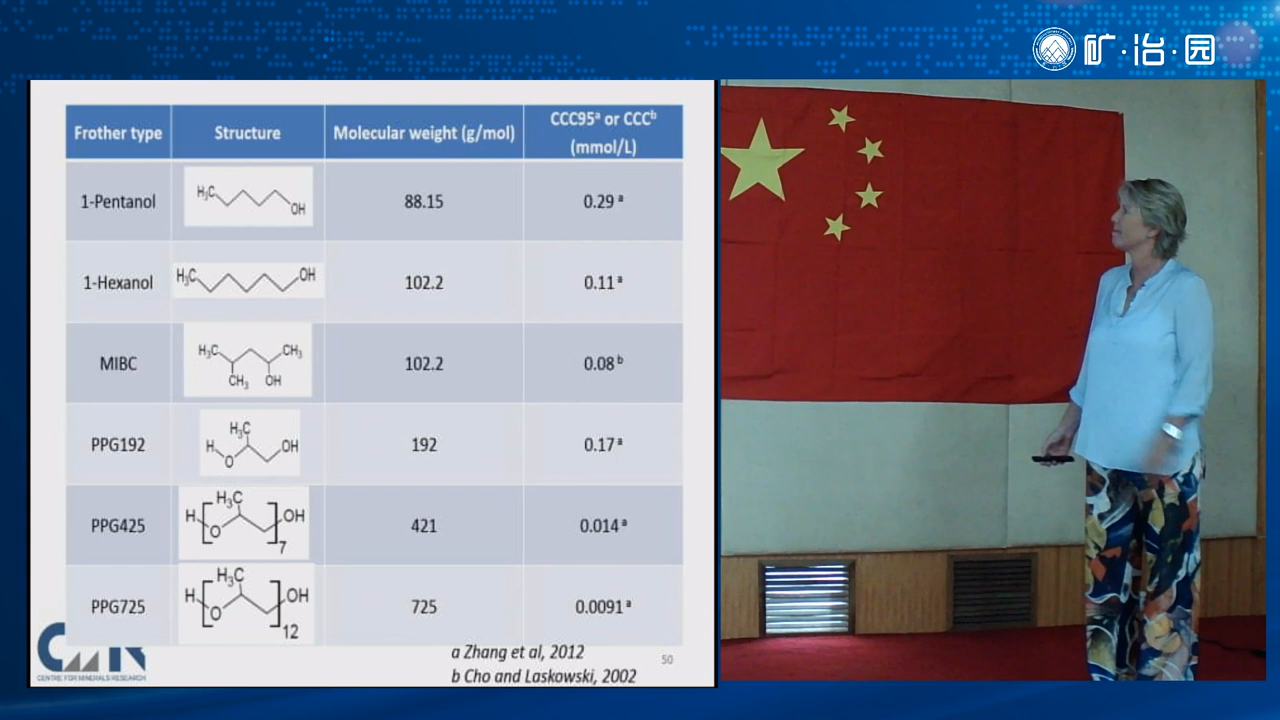 矿·冶·园
Frother type Structure Molecular weight (g/mol) CCC95ᵃ or CCCᵇ (mmol/L)
1-Pentanol H₃C OH 88.15 0.29 ᵃ
1-Hexanol H₃C OH 102.2 0.11 ᵃ
MIBC H₃C CH₃ CH₃ OH 102.2 0.08 ᵇ
PPG192 H₃C H O OH 192 0.17 ᵃ
PPG425 H₃C H O OH 7 421 0.014 ᵃ
PPG725 H₃C H O OH 12 725 0.0091 ᵃ
a Zhang et al, 2012
b Cho and Laskowski, 2002
50
CMR
CENTRE FOR MINERALS RESEARCH